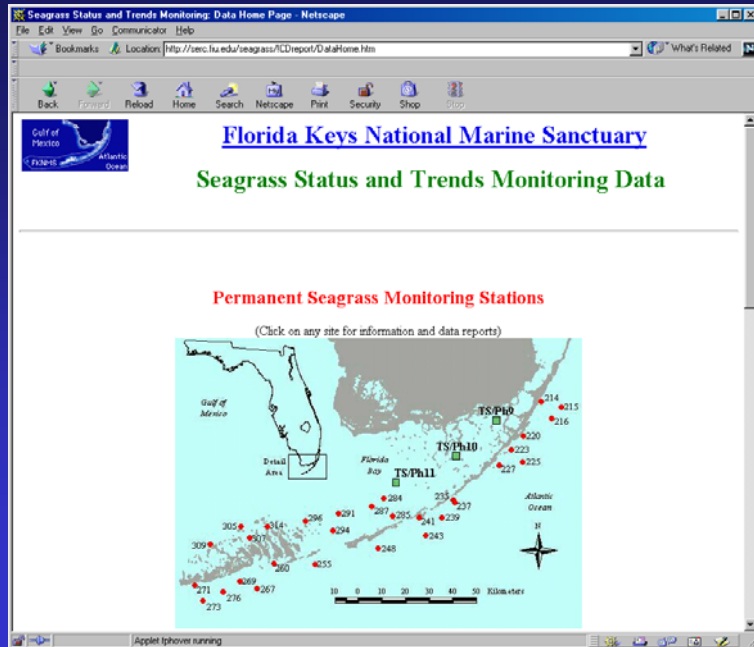 Seagrass Status and Trends Monitoring: Data Home Page - Netscape
File Edit View Go Communicator Help
Bookmarks Location: http://serc.fiu.edu/seagrass/!CDreport/DataHome.htm What's Related N
Back Forward Reload Home Search Netscape Print Security Shop Stop
Gulf of
Mexico
FKNMS
Atlantic
Ocean
Florida Keys National Marine Sanctuary
Seagrass Status and Trends Monitoring Data
Permanent Seagrass Monitoring Stations
(Click on any site for information and data reports)
Gulf of
Mexico
Detail
Area
Florida
Bay
Atlantic
Ocean
TS/Ph9
TS/Ph10
TS/Ph11
214
215
216
220
223
225
227
235
237
239
241
243
284
287
285
248
291
294
296
305
314
307
309
260
255
269
267
271
276
273
N
10 0 10 20 30 40 50 Kilometers
Applet fphover running